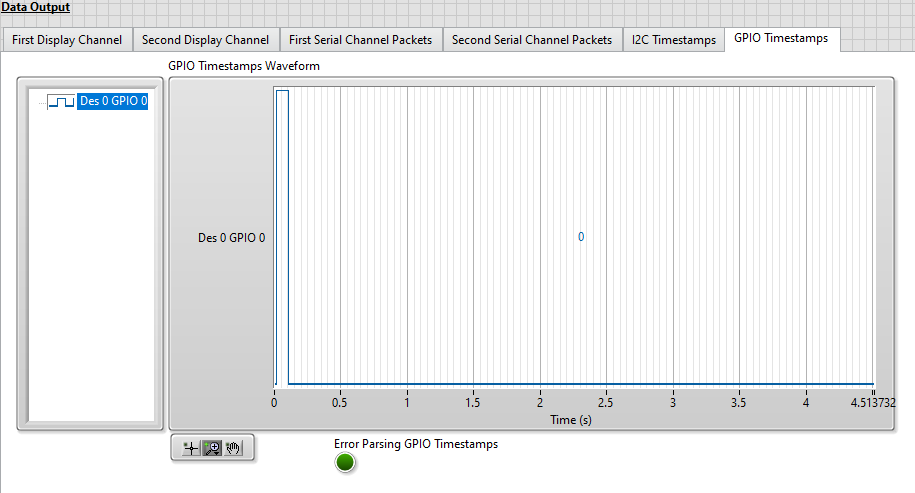 Data Output
First Display Channel
Second Display Channel
First Serial Channel Packets
Second Serial Channel Packets
I2C Timestamps
GPIO Timestamps
GPIO Timestamps Waveform
Des 0 GPIO 0
Des 0 GPIO 0
0
0 0.5 1 1.5 2 2.5 3 3.5 4 4.513732
Time (s)
Error Parsing GPIO Timestamps